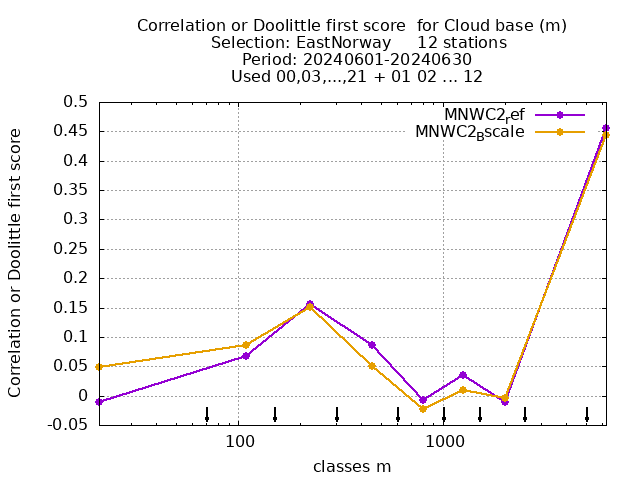 Correlation or Doolittle first score  for Cloud base (m)
Selection: EastNorway     12 stations
Period: 20240601-20240630
Used 00,03,...,21 + 01 02 ... 12
MNWC2ref
MNWC2Bscale
Correlation or Doolittle first score
0.5
0.45
0.4
0.35
0.3
0.25
0.2
0.15
0.1
0.05
0
-0.05
100 1000
classes m